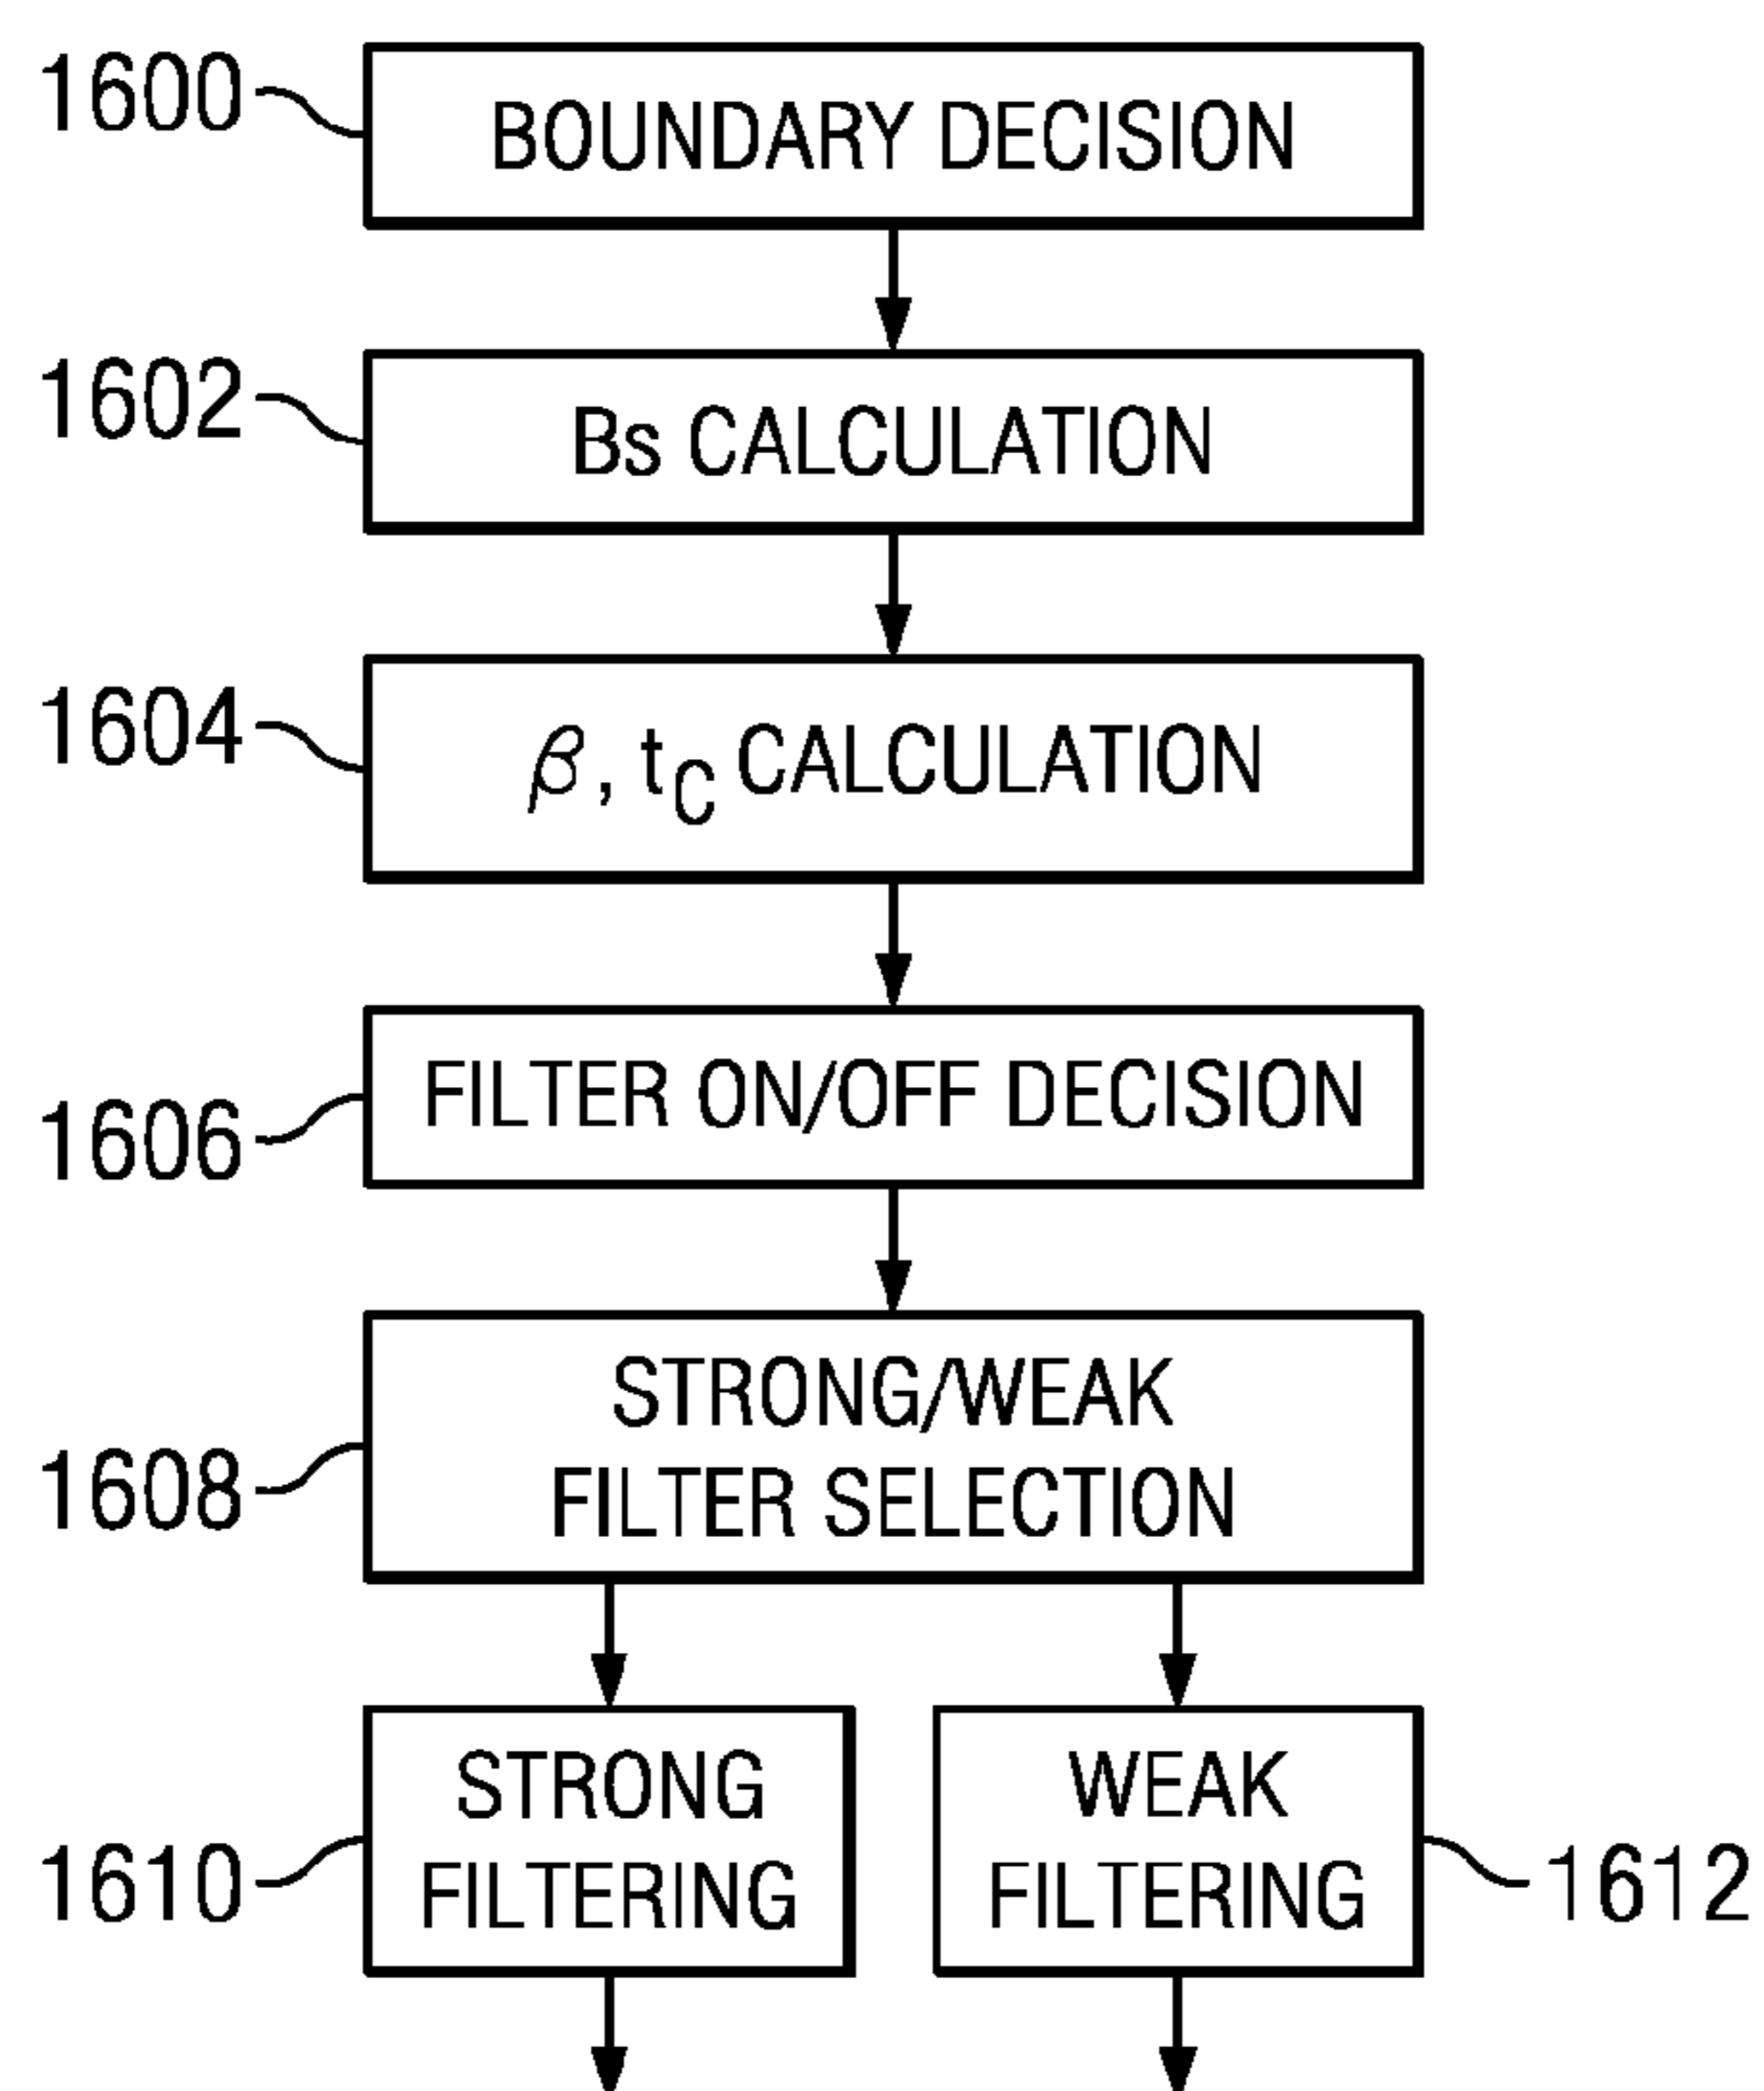 1600
BOUNDARY DECISION
1602
Bs CALCULATION
1604
β, tC CALCULATION
1606
FILTER ON/OFF DECISION
1608
STRONG/WEAK
FILTER SELECTION
1610
STRONG
FILTERING
WEAK
FILTERING
1612